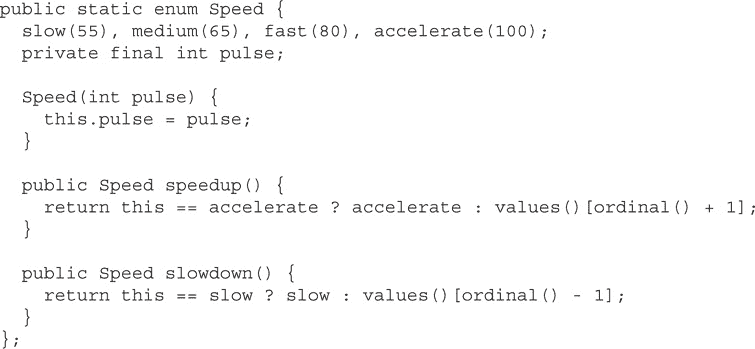 public static enum Speed {
  slow(55), medium(65), fast(80), accelerate(100);
  private final int pulse;

  Speed(int pulse) {
    this.pulse = pulse;
  }

  public Speed speedup() {
    return this == accelerate ? accelerate : values()[ordinal() + 1];
  }

  public Speed slowdown() {
    return this == slow ? slow : values()[ordinal() - 1];
  }
};